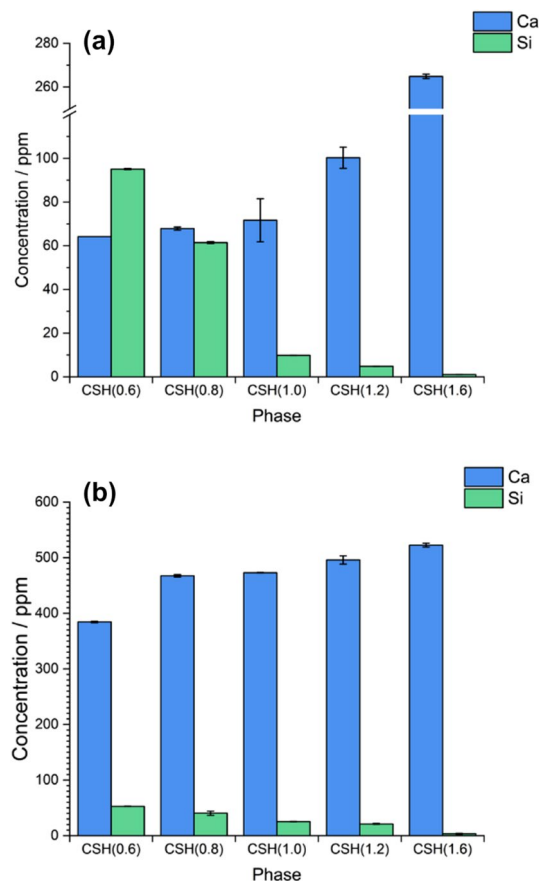 (a)
Ca
Si
Concentration / ppm
280
260
100
80
60
40
20
0
CSH(0.6) CSH(0.8) CSH(1.0) CSH(1.2) CSH(1.6)
Phase
(b)
Ca
Si
Concentration / ppm
600
500
400
300
200
100
0
CSH(0.6) CSH(0.8) CSH(1.0) CSH(1.2) CSH(1.6)
Phase